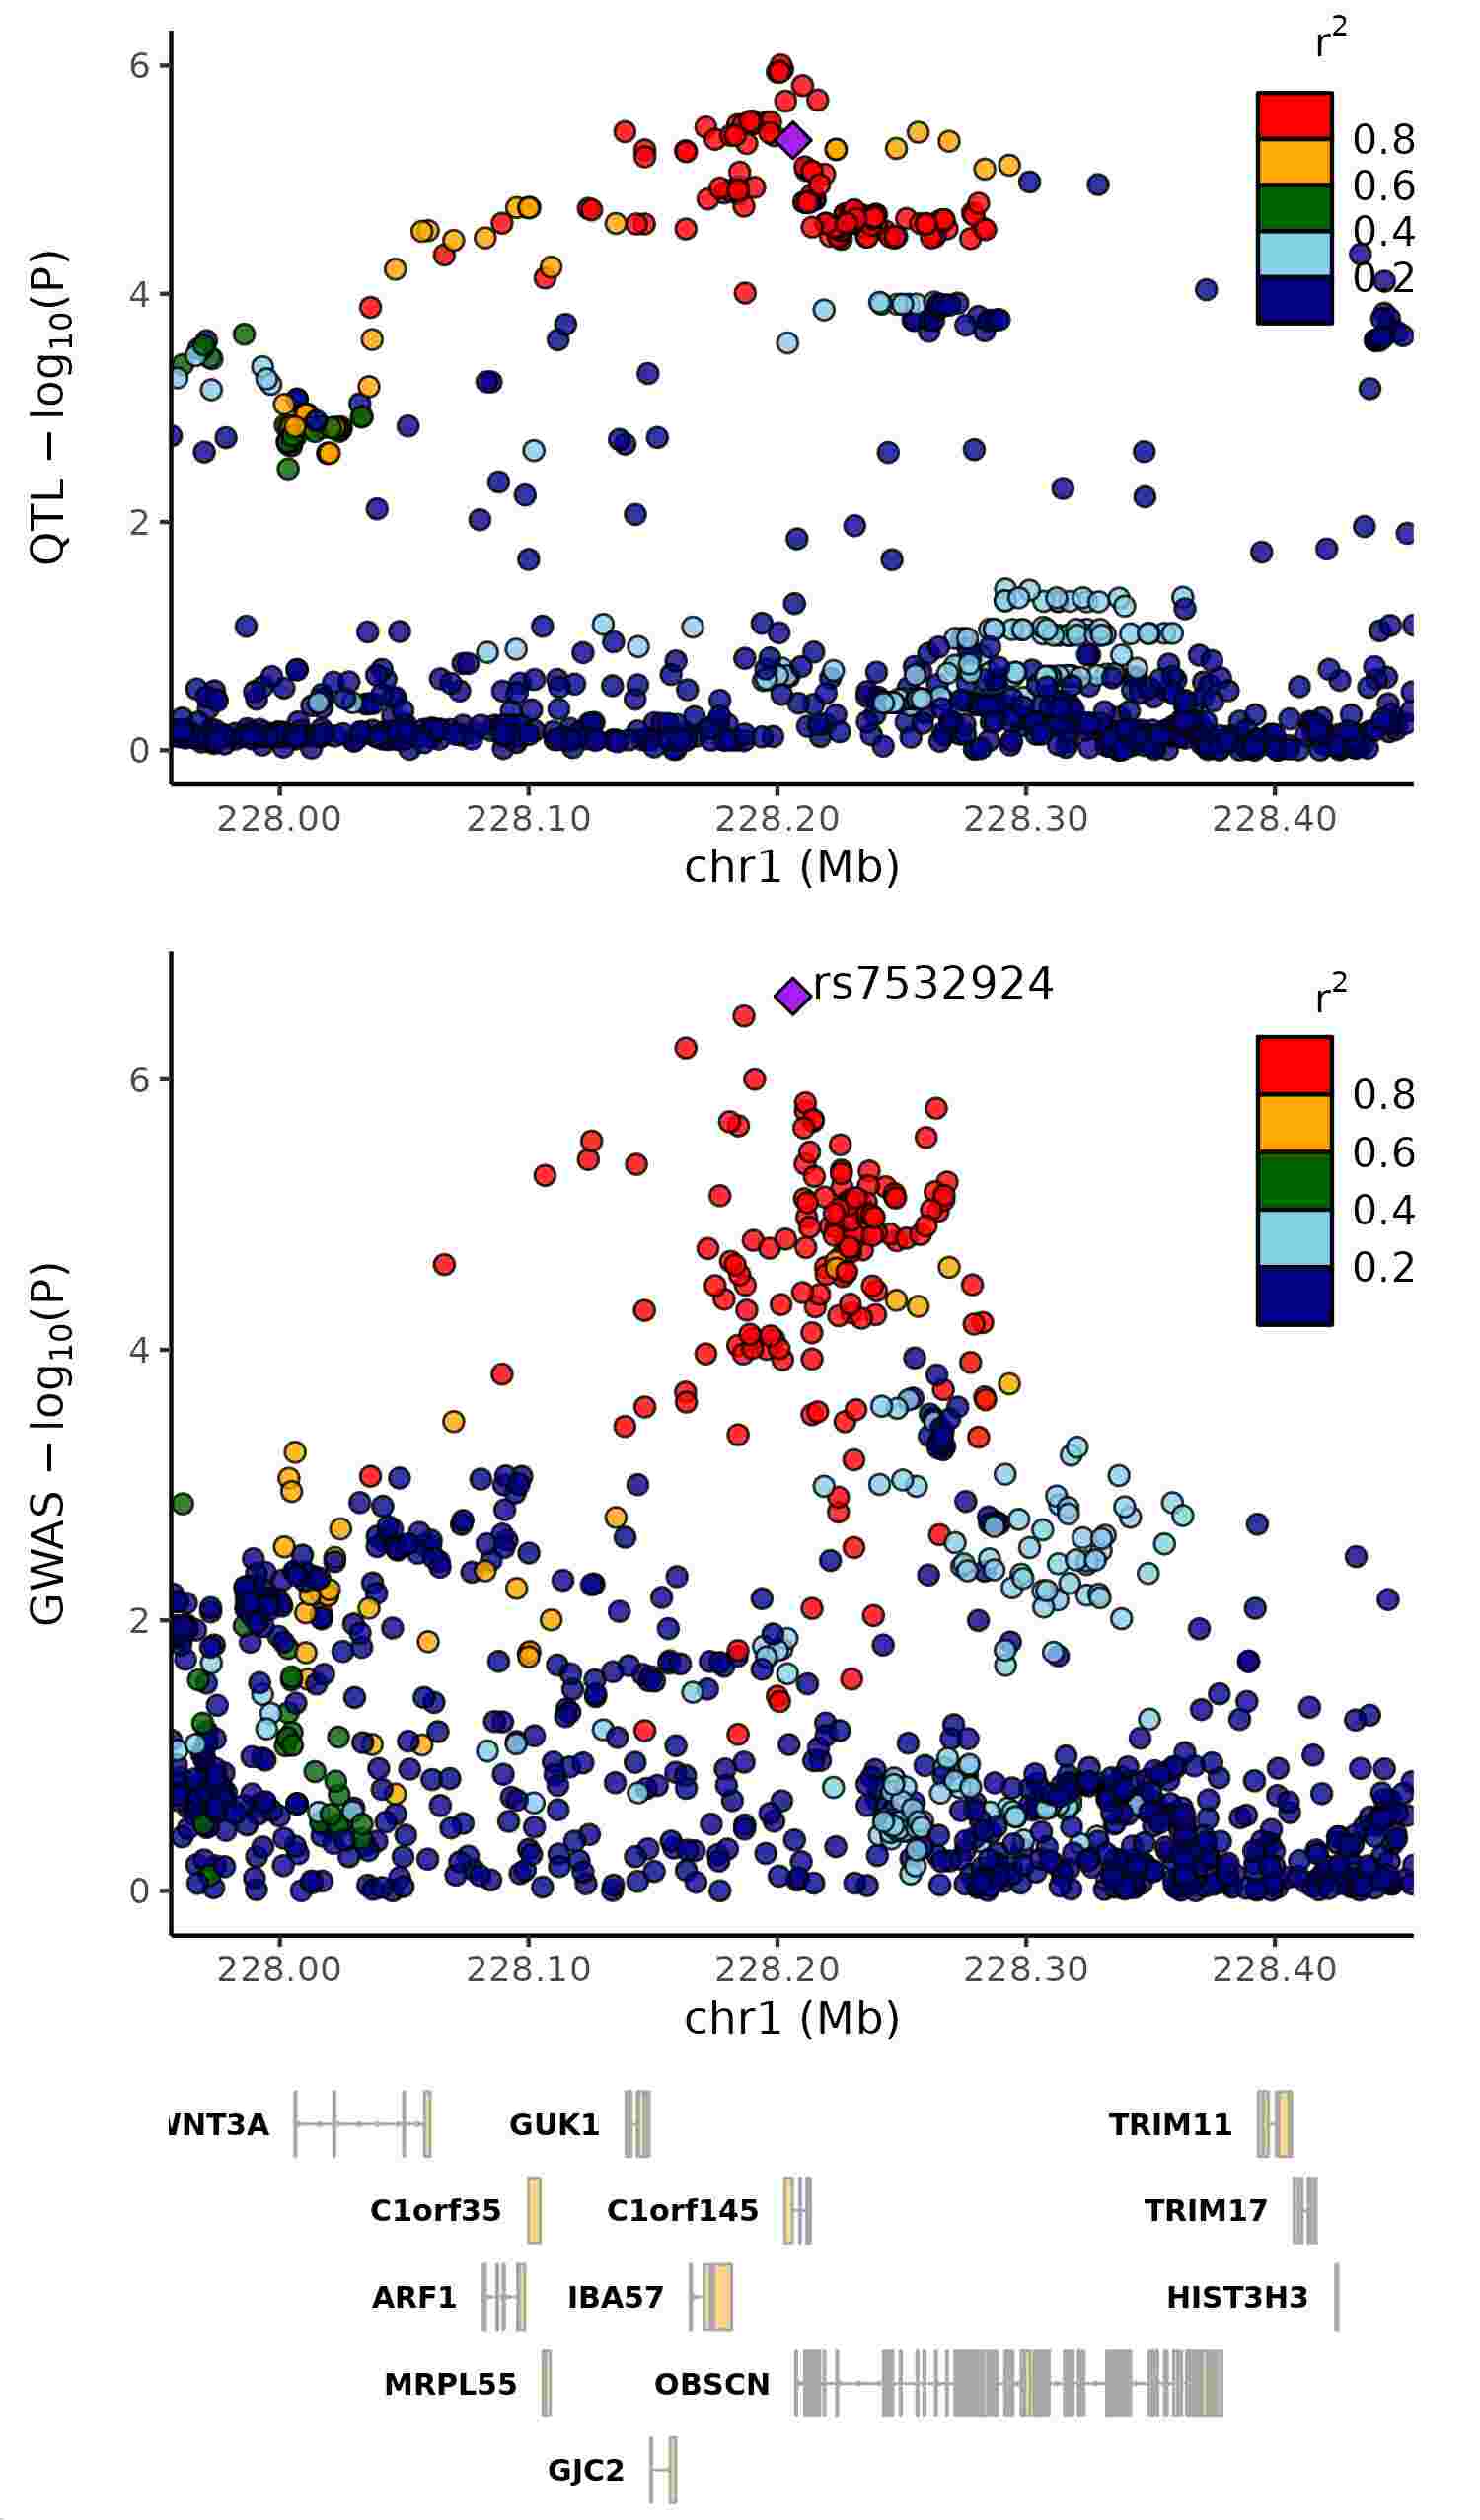 r2
6
4
2
0
0.8
0.6
0.4
0.2
QTL −log10(P)
228.00 228.10 228.20 228.30 228.40
chr1 (Mb)
rs7532924
r2
6
4
2
0
0.8
0.6
0.4
0.2
GWAS −log10(P)
228.00 228.10 228.20 228.30 228.40
chr1 (Mb)
WNT3A GUK1 TRIM11
C1orf35 C1orf145 TRIM17
ARF1 IBA57 HIST3H3
MRPL55 OBSCN
GJC2